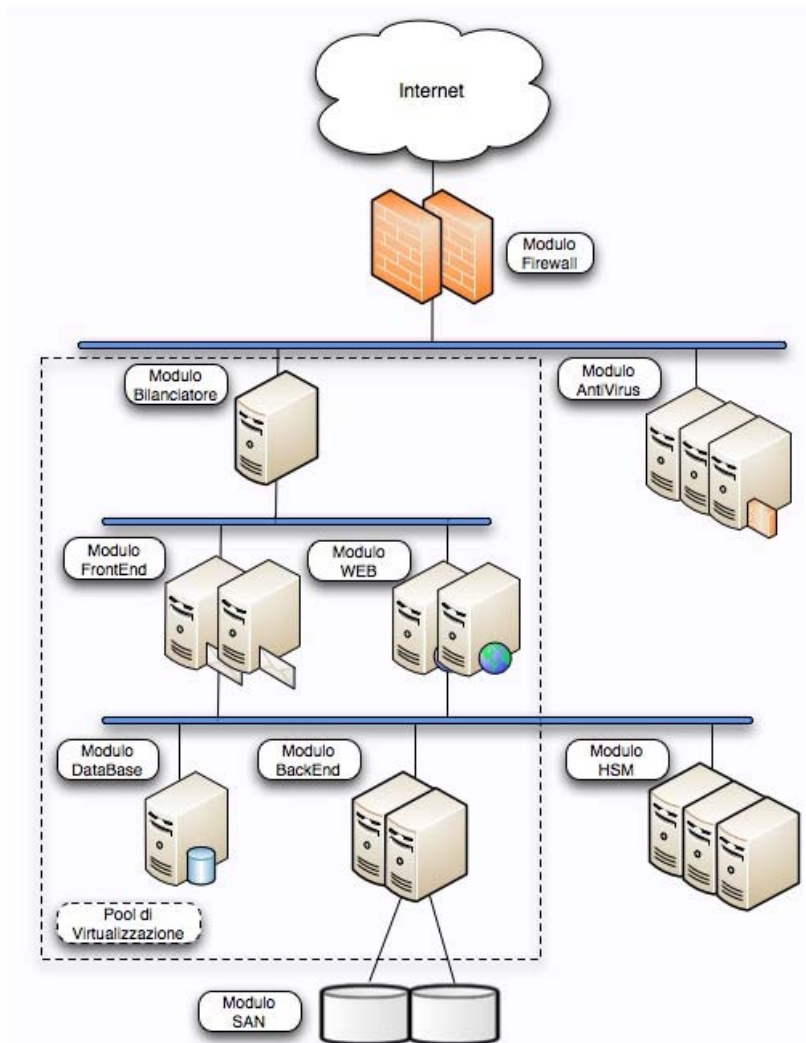 Internet
Modulo
Firewall
Modulo
Bilanciatore
Modulo
AntiVirus
Modulo
FrontEnd
Modulo
WEB
Modulo
DataBase
Modulo
BackEnd
Modulo
HSM
Pool di
Virtualizzazione
Modulo
SAN